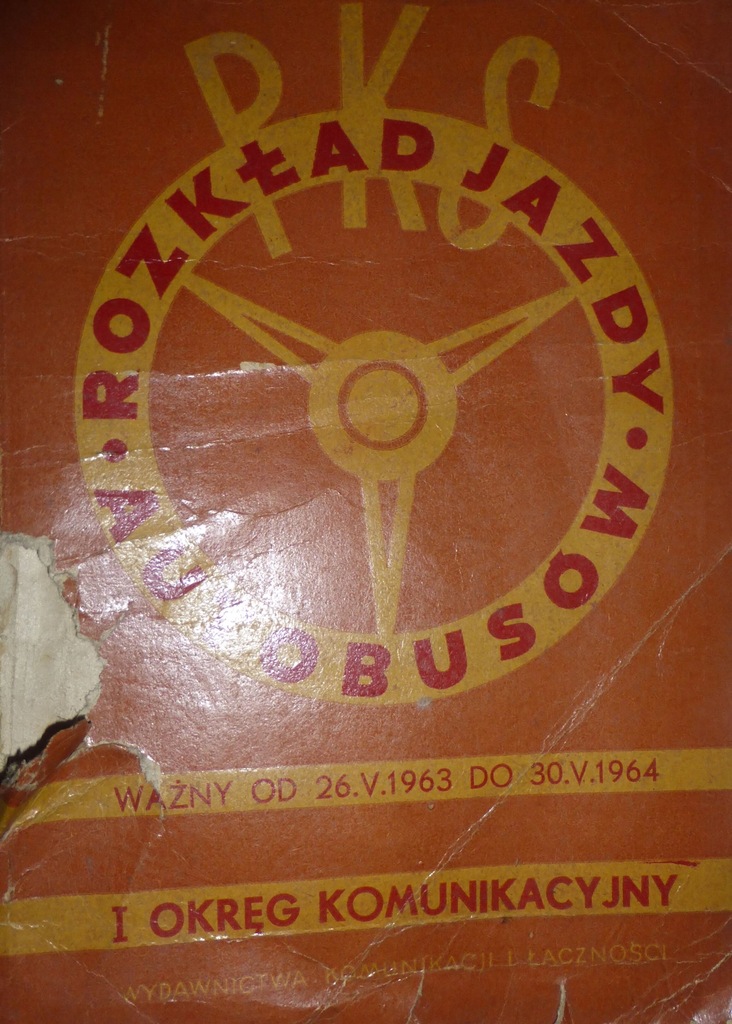 PKS
ROZKŁAD JAZDY • AUTOBUSÓW •
WAŻNY OD 26.V.1963 DO 30.V.1964
I OKRĘG KOMUNIKACYJNY
WYDAWNICTWA KOMUNIKACJI I ŁĄCZNOŚCI